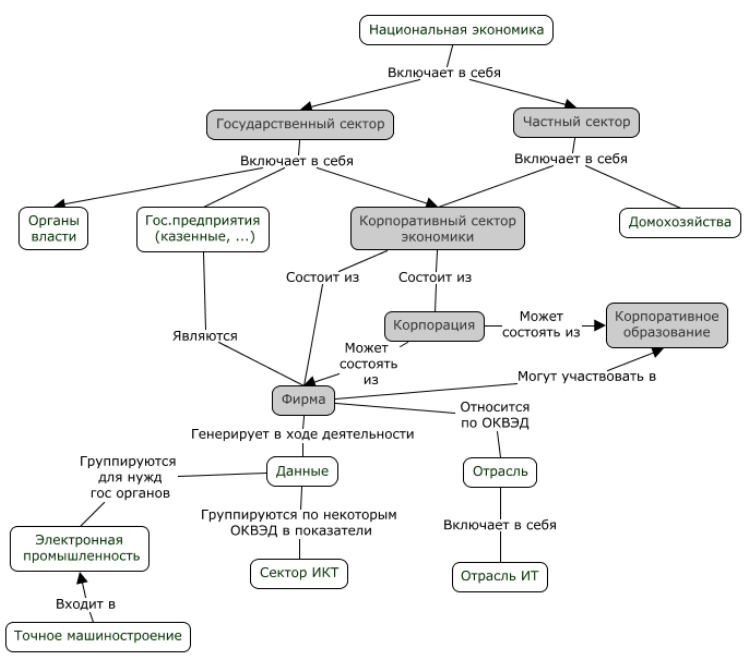 Национальная экономика
Включает в себя
Государственный сектор
Частный сектор
Включает в себя
Включает в себя
Органы
власти
Гос.предприятия
(казенные, ...)
Корпоративный сектор
экономики
Домохозяйства
Состоит из
Состоит из
Корпорация
Может
состоять из
Корпоративное
образование
Являются
Может
состоять
из
Могут участвовать в
Фирма
Относится
по ОКВЭД
Генерирует в ходе деятельности
Группируются
для нужд
гос органов
Данные
Отрасль
Группируются по некоторым
ОКВЭД в показатели
Включает в себя
Электронная
промышленность
Сектор ИКТ
Отрасль ИТ
Входит в
Точное машиностроение